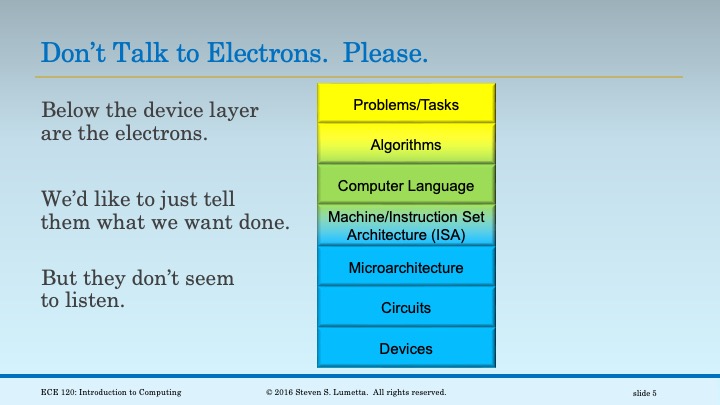 Don’t Talk to Electrons.  Please.
Below the device layer
are the electrons.
We’d like to just tell
them what we want done.
But they don’t seem
to listen.
Problems/Tasks
Algorithms
Computer Language
Machine/Instruction Set
Architecture (ISA)
Microarchitecture
Circuits
Devices
ECE 120: Introduction to Computing
© 2016 Steven S. Lumetta.  All rights reserved.
slide 5